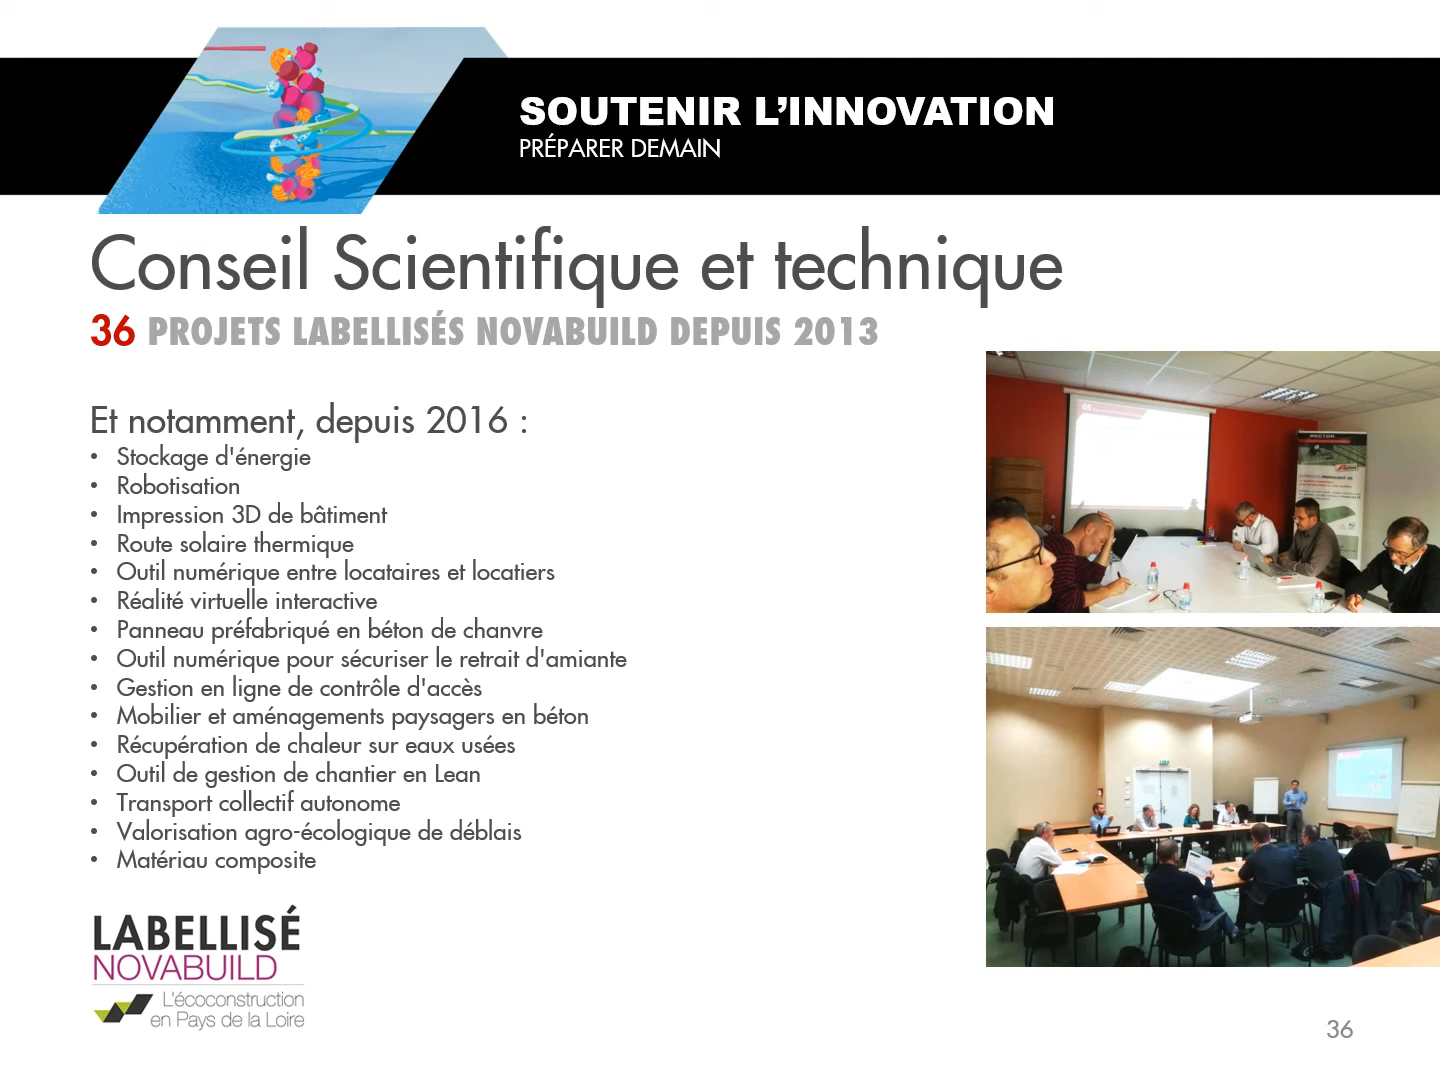 SOUTENIR L'INNOVATION
PRÉPARER DEMAIN
Conseil Scientifique et technique
36 PROJETS LABELLISÉS NOVABUILD DEPUIS 2013
Et notamment, depuis 2016 :
• Stockage d'énergie
• Robotisation
• Impression 3D de bâtiment
• Route solaire thermique
• Outil numérique entre locataires et locatiers
• Réalité virtuelle interactive
• Panneau préfabriqué en béton de chanvre
• Outil numérique pour sécuriser le retrait d'amiante
• Gestion en ligne de contrôle d'accès
• Mobilier et aménagements paysagers en béton
• Récupération de chaleur sur eaux usées
• Outil de gestion de chantier en Lean
• Transport collectif autonome
• Valorisation agro-écologique de déblais
• Matériau composite
05
RECTOR
LABELLISÉ
NOVABUILD
L'écoconstruction
en Pays de la Loire
36